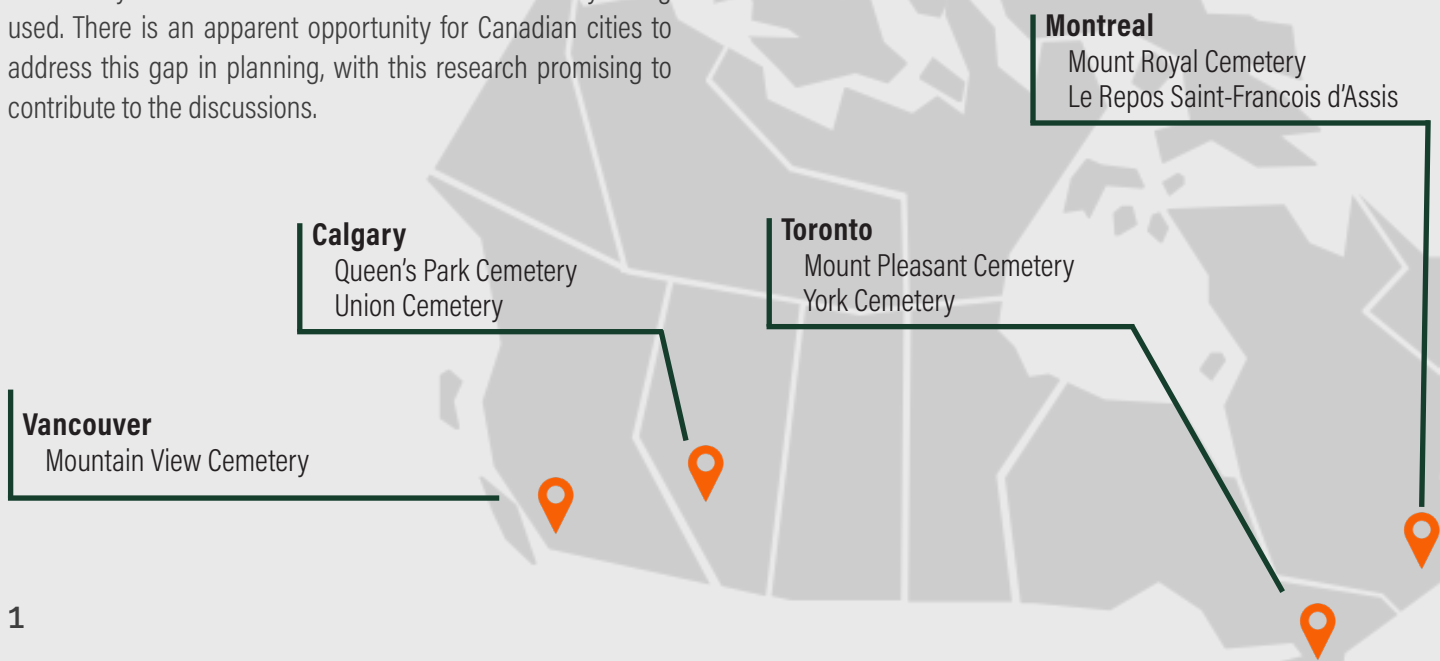 used. There is an apparent opportunity for Canadian cities to
address this gap in planning, with this research promising to
contribute to the discussions.
Montreal
Mount Royal Cemetery
Le Repos Saint-Francois d'Assis
Calgary
Queen's Park Cemetery
Union Cemetery
Toronto
Mount Pleasant Cemetery
York Cemetery
Vancouver
Mountain View Cemetery
1